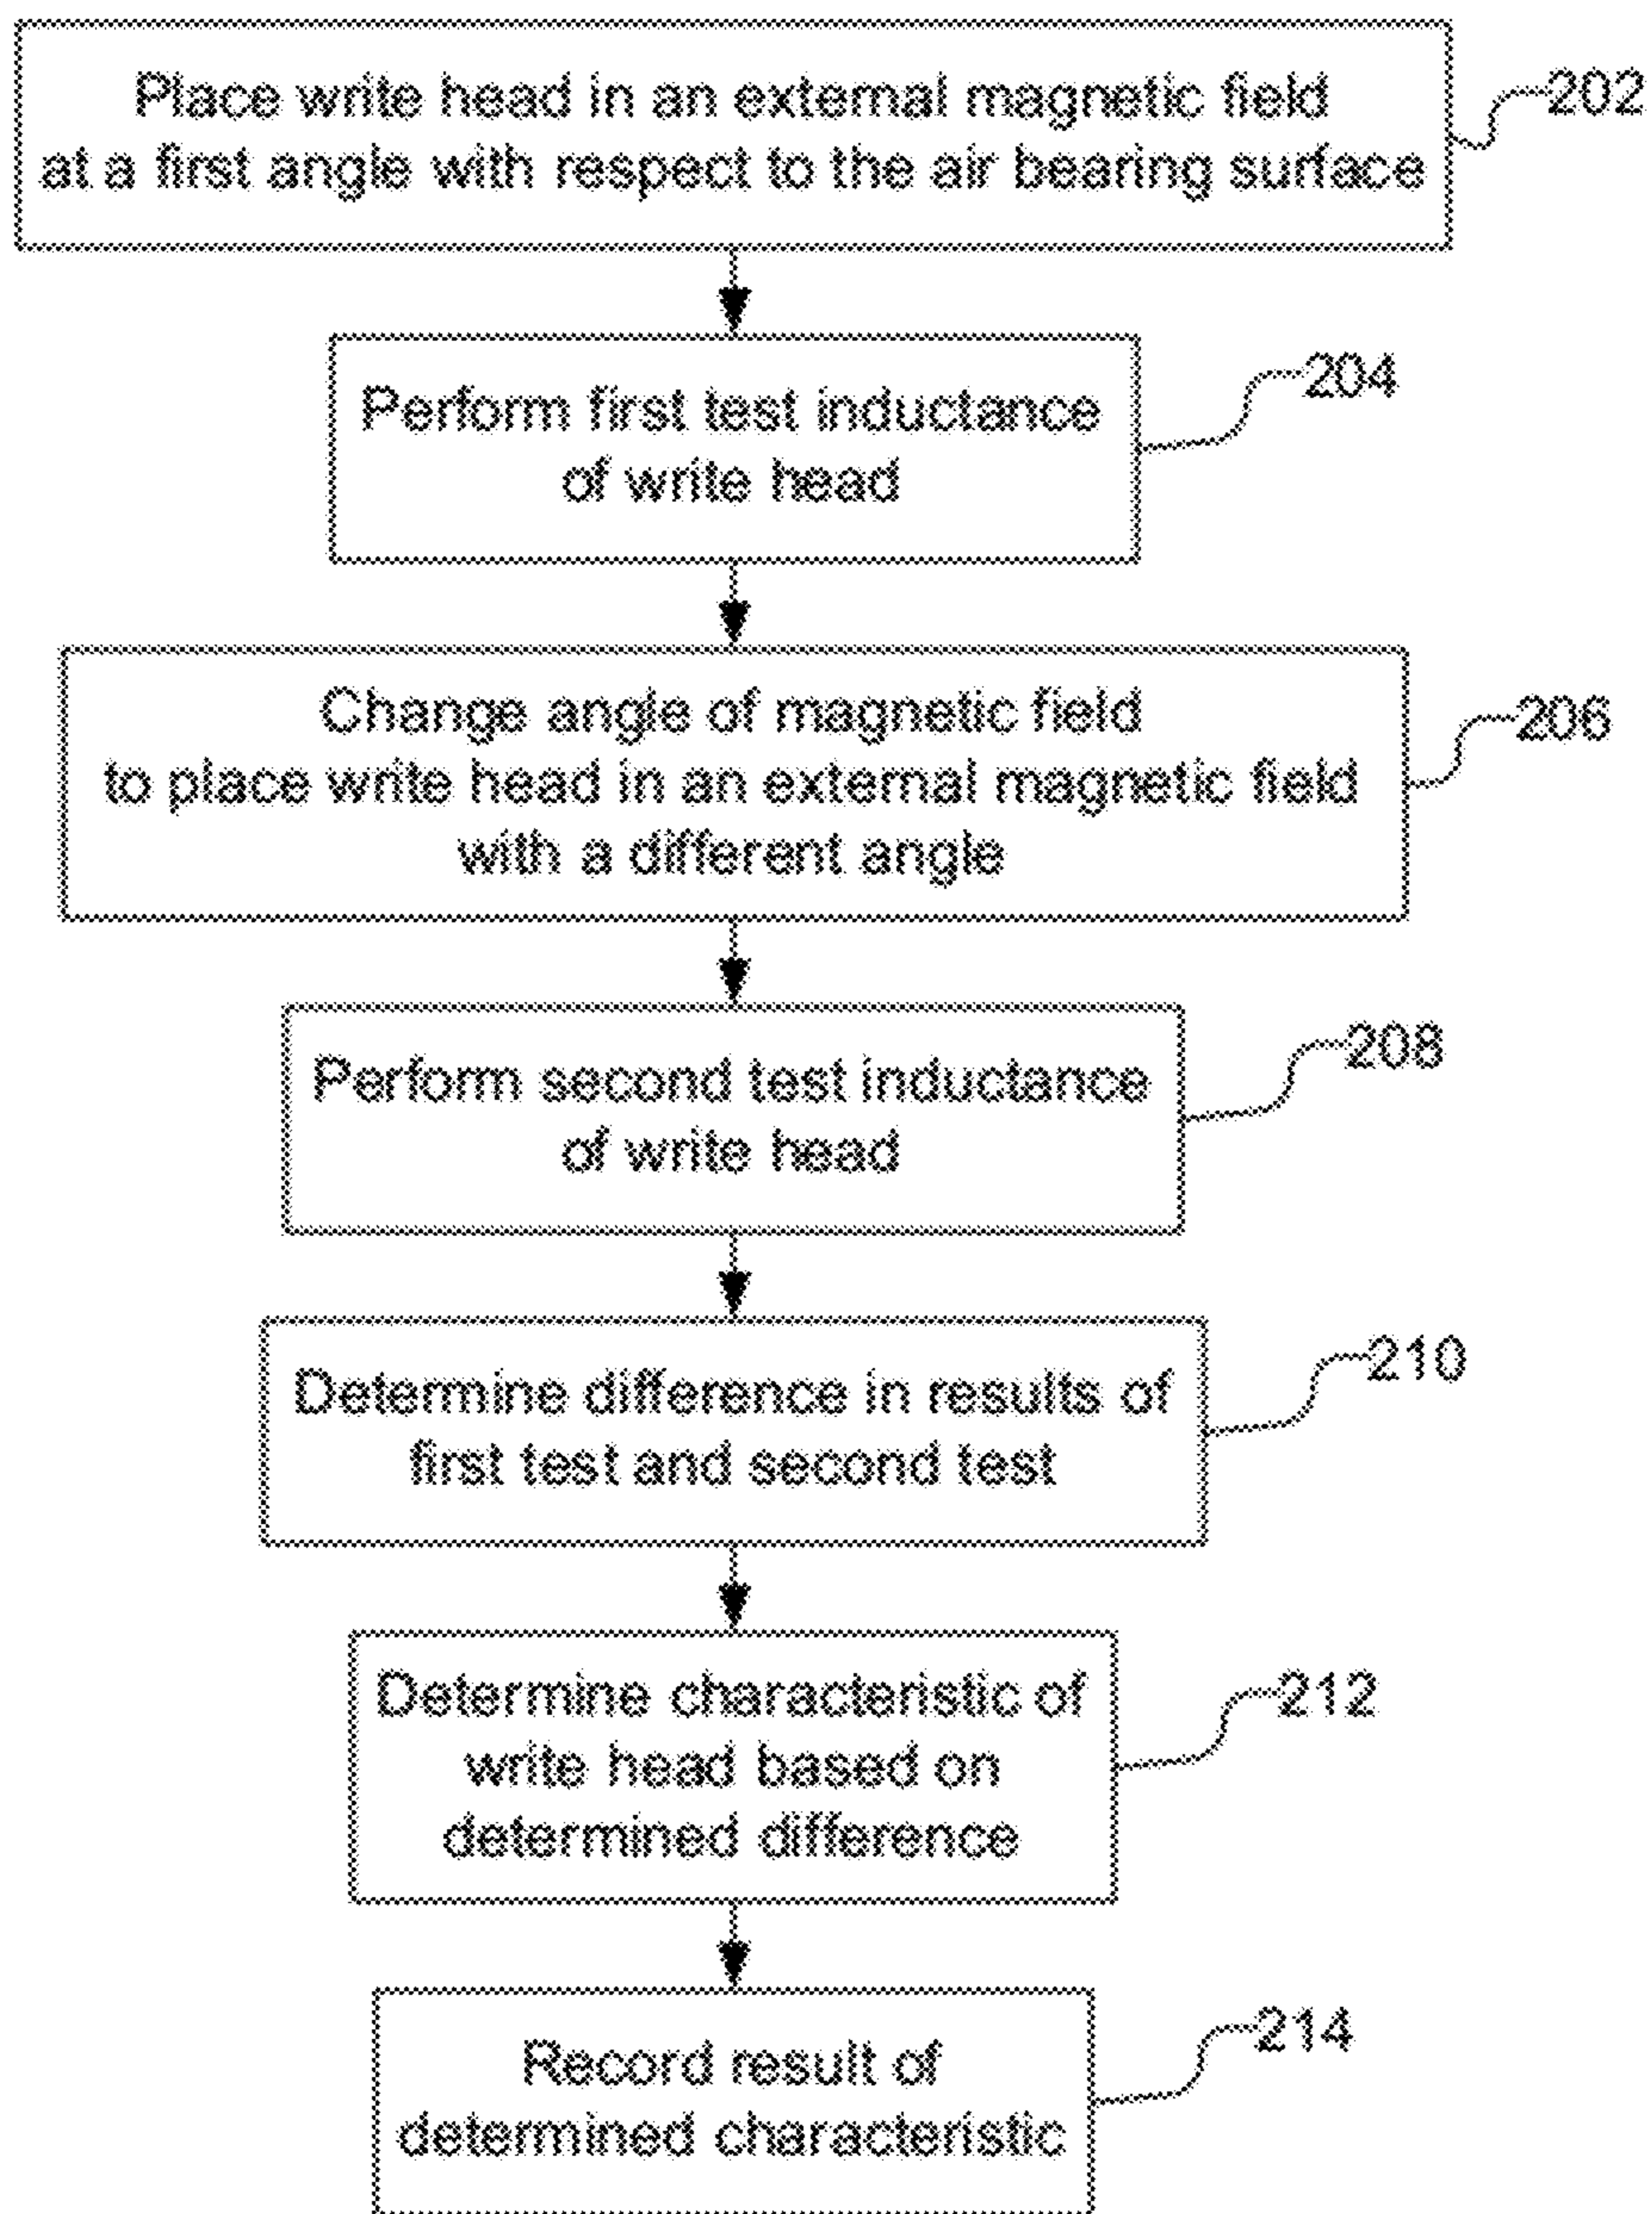 Place write head in an external magnetic field
at a first angle with respect to the air bearing surface
202
Perform first test inductance
of write head
204
Change angle of magnetic field
to place write head in an external magnetic field
with a different angle
206
Perform second test inductance
of write head
208
Determine difference in results of
first test and second test
210
Determine characteristic of
write head based on
determined difference
212
Record result of
determined characteristic
214